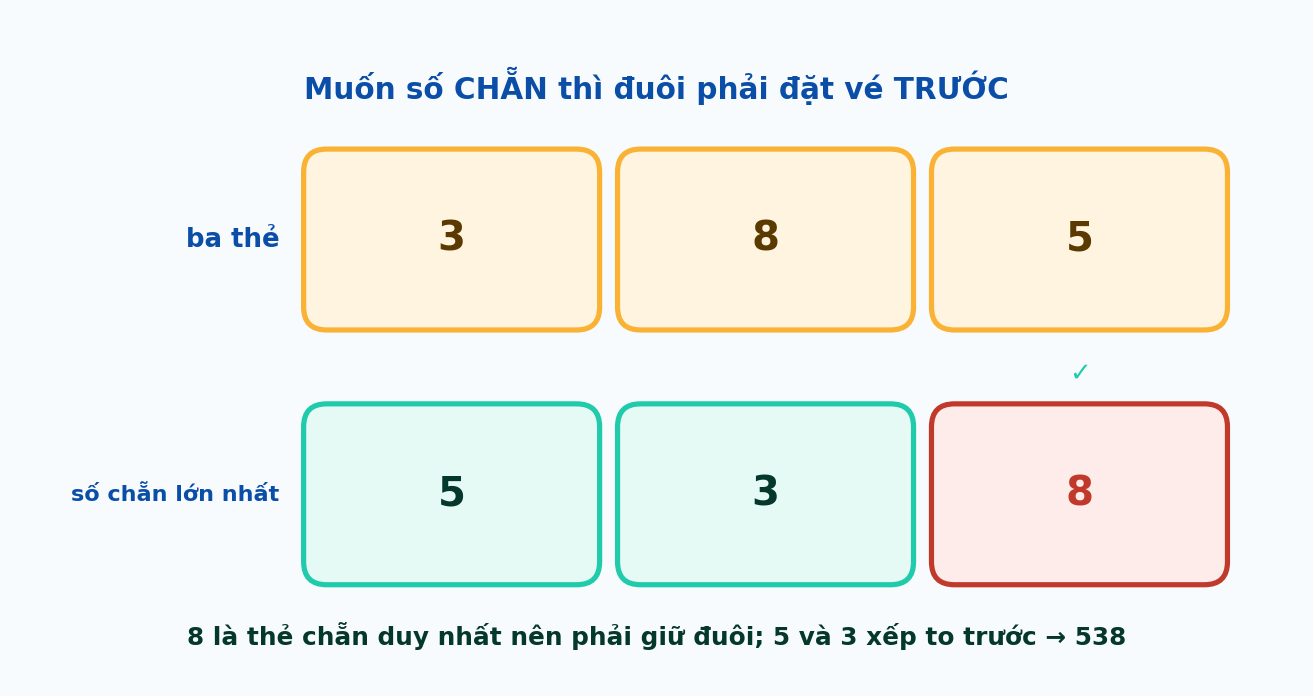 Muốn số CHẴN thì đuôi phải đặt vé TRƯỚC
ba thẻ 3 8 5
✓
số chẵn lớn nhất 5 3 8
8 là thẻ chẵn duy nhất nên phải giữ đuôi; 5 và 3 xếp to trước → 538